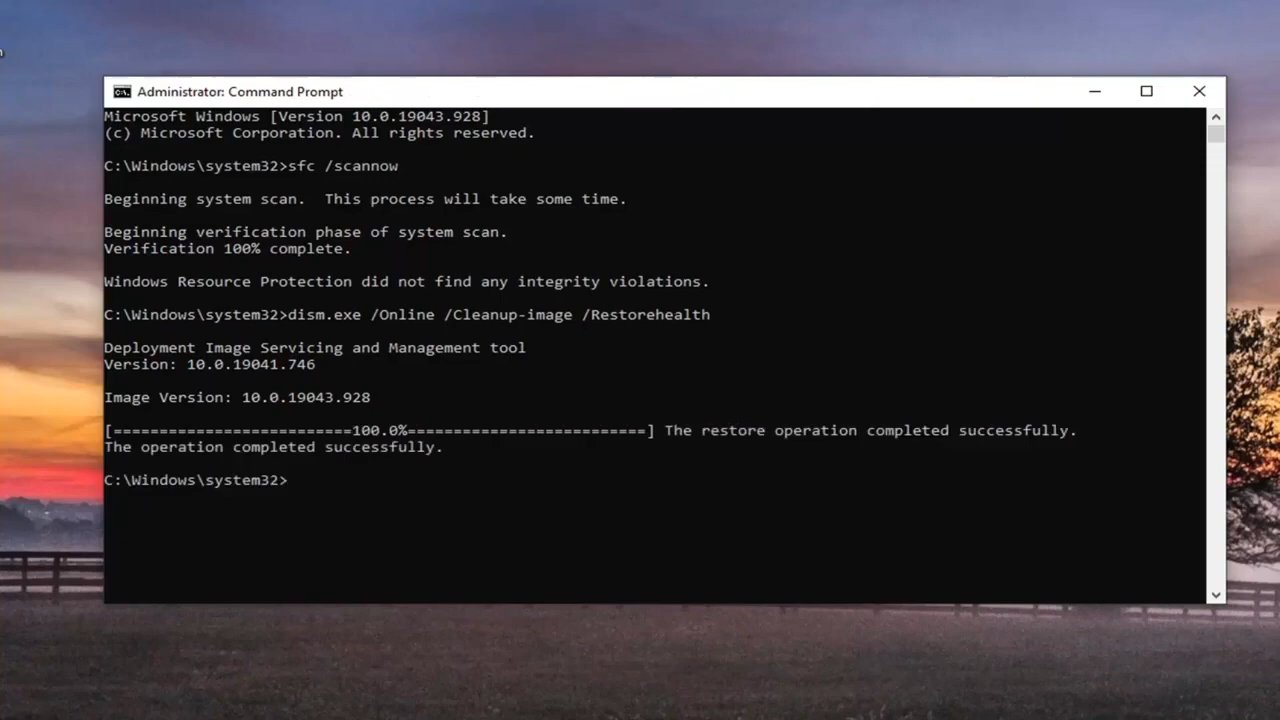 Administrator: Command Prompt
Microsoft Windows [Version 10.0.19043.928]
(c) Microsoft Corporation. All rights reserved.
C:\Windows\system32>sfc /scannow
Beginning system scan.  This process will take some time.
Beginning verification phase of system scan.
Verification 100% complete.
Windows Resource Protection did not find any integrity violations.
C:\Windows\system32>dism.exe /Online /Cleanup-image /Restorehealth
Deployment Image Servicing and Management tool
Version: 10.0.19041.746
Image Version: 10.0.19043.928
[==========================100.0%==========================] The restore operation completed successfully.
The operation completed successfully.
C:\Windows\system32>